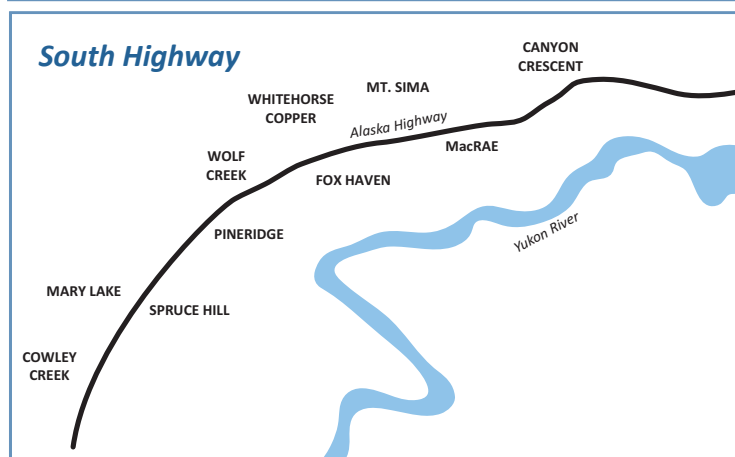 South Highway
CANYON
CRESCENT
MT. SIMA
WHITEHORSE
COPPER
Alaska Highway
MacRAE
WOLF
CREEK
FOX HAVEN
PINERIDGE
Yukon River
MARY LAKE
SPRUCE HILL
COWLEY
CREEK